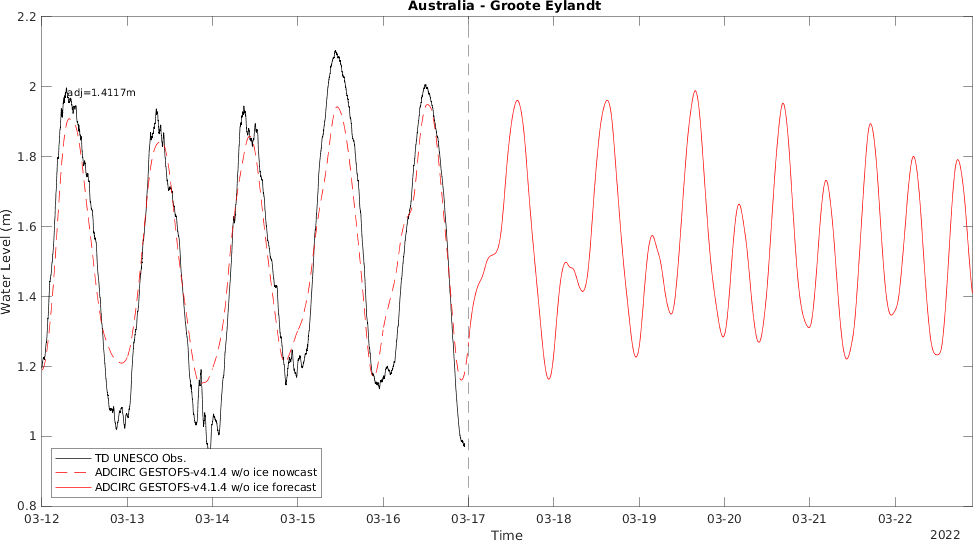 Australia - Groote Eylandt
2.2
2
1.8
1.6
1.4
1.2
1
0.8
Water Level (m)
adj=1.4117m
TD UNESCO Obs.
ADCIRC GESTOFS-v4.1.4 w/o ice nowcast
ADCIRC GESTOFS-v4.1.4 w/o ice forecast
03-12 03-13 03-14 03-15 03-16 03-17 03-18 03-19 03-20 03-21 03-22
Time
2022